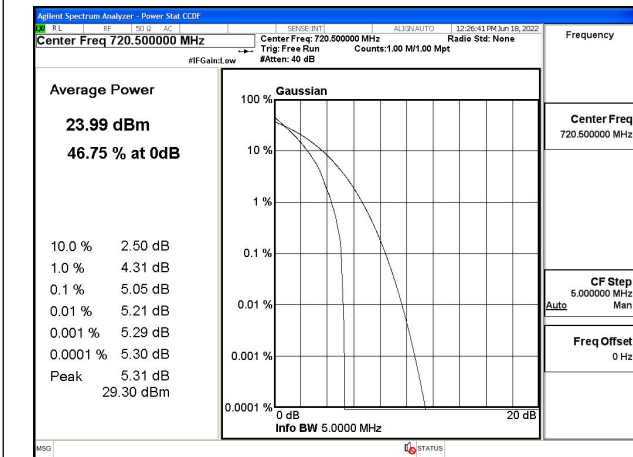 Agilent Spectrum Analyzer - Power Stat CCDF
RL RF 50 Ω AC SENSE:INT ALIGN AUTO 12:26:41 PM Jun 18, 2022
Center Freq 720.500000 MHz
Center Freq: 720.500000 MHz Radio Std: None
Trig: Free Run Counts:1.00 M/1.00 Mpt
#IFGain:Low #Atten: 40 dB
Frequency
Average Power
23.99 dBm
46.75 % at 0dB
10.0 % 2.50 dB
1.0 % 4.31 dB
0.1 % 5.05 dB
0.01 % 5.21 dB
0.001 % 5.29 dB
0.0001 % 5.30 dB
Peak 5.31 dB
29.30 dBm
Gaussian
100 %
10 %
1 %
0.1 %
0.01 %
0.001 %
0.0001 %
0 dB 20 dB
Info BW 5.0000 MHz
Center Freq
720.500000 MHz
CF Step
5.000000 MHz
Auto Man
Freq Offset
0 Hz
MSG STATUS